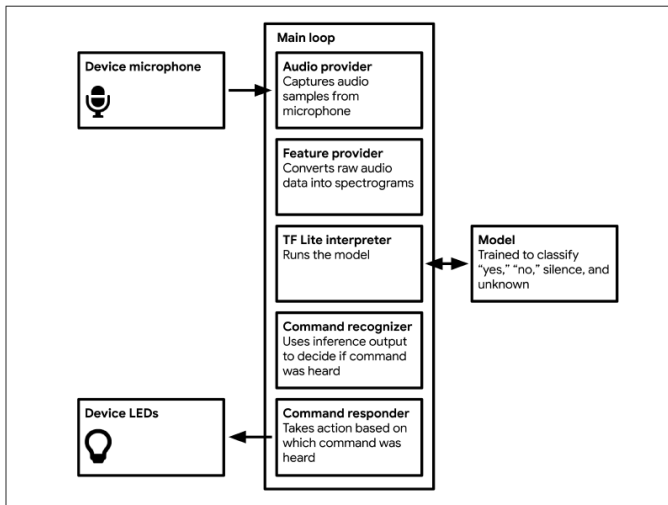 Main loop
Device microphone
Audio provider
Captures audio
samples from
microphone
Feature provider
Converts raw audio
data into spectrograms
TF Lite interpreter
Runs the model
Model
Trained to classify
“yes,” “no,” silence, and
unknown
Command recognizer
Uses inference output
to decide if command
was heard
Device LEDs
Command responder
Takes action based on
which command was
heard